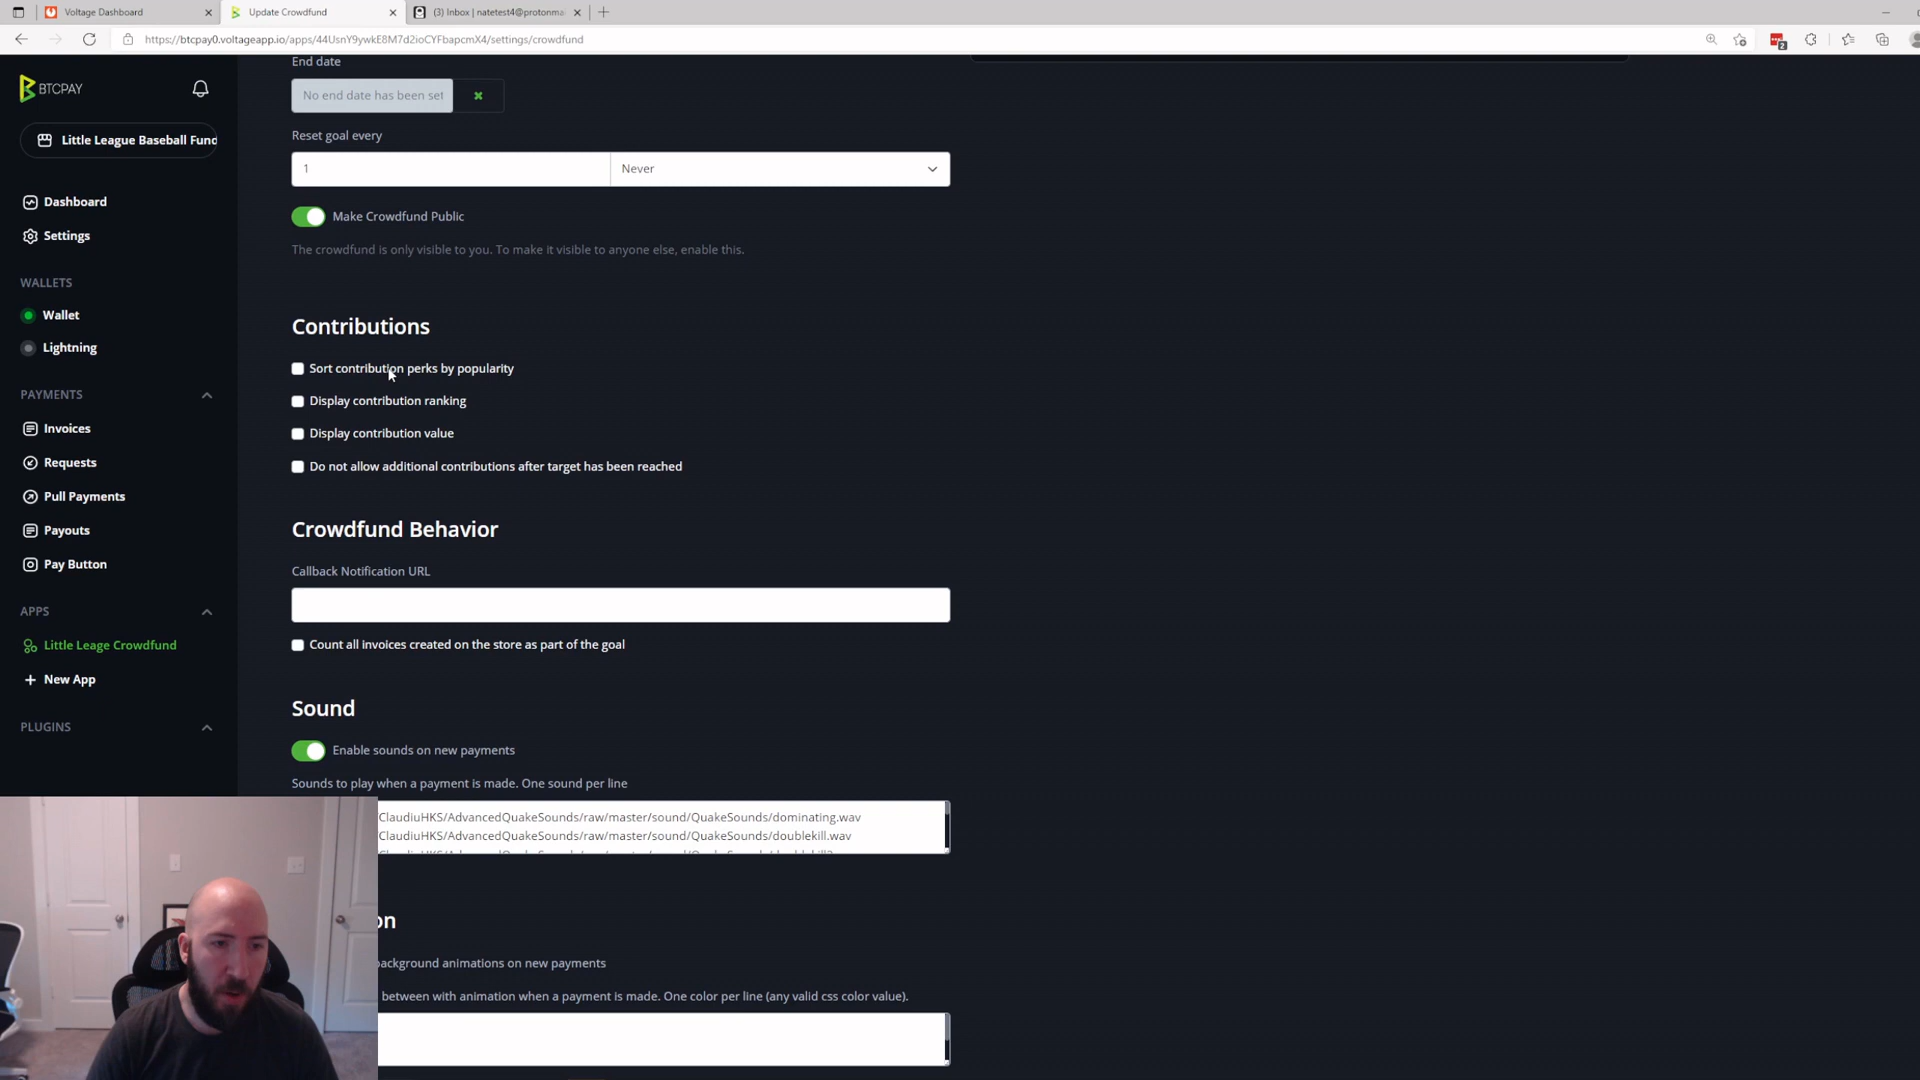 Voltage Dashboard
Update Crowdfund
(3) Inbox | natetest4@protonma
https://btcpay0.voltageapp.io/apps/44UsnY9ywkE8M7d2ioCYFbapcmX4/settings/crowdfund
2
BTCPAY
Little League Baseball Fund
Dashboard
Settings
WALLETS
Wallet
Lightning
PAYMENTS
Invoices
Requests
Pull Payments
Payouts
Pay Button
APPS
Little Leage Crowdfund
New App
PLUGINS
End date
No end date has been set
Reset goal every
1
Never
Make Crowdfund Public
The crowdfund is only visible to you. To make it visible to anyone else, enable this.
Contributions
Sort contribution perks by popularity
Display contribution ranking
Display contribution value
Do not allow additional contributions after target has been reached
Crowdfund Behavior
Callback Notification URL
Count all invoices created on the store as part of the goal
Sound
Enable sounds on new payments
Sounds to play when a payment is made. One sound per line
ClaudiuHKS/AdvancedQuakeSounds/raw/master/sound/QuakeSounds/dominating.wav
ClaudiuHKS/AdvancedQuakeSounds/raw/master/sound/QuakeSounds/doublekill.wav
on
background animations on new payments
between with animation when a payment is made. One color per line (any valid css color value).